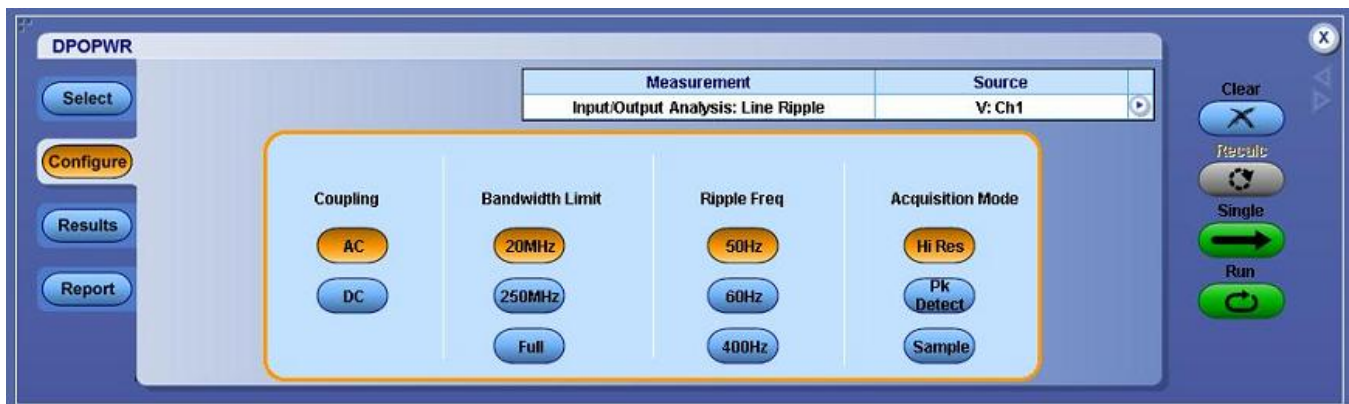 DPOPWR
X
Select
Configure
Results
Report
Measurement Source
Input/Output Analysis: Line Ripple V: Ch1
Coupling
AC
DC
Bandwidth Limit
20MHz
250MHz
Full
Ripple Freq
50Hz
60Hz
400Hz
Acquisition Mode
Hi Res
Pk
Detect
Sample
Clear
Recalc
Single
Run